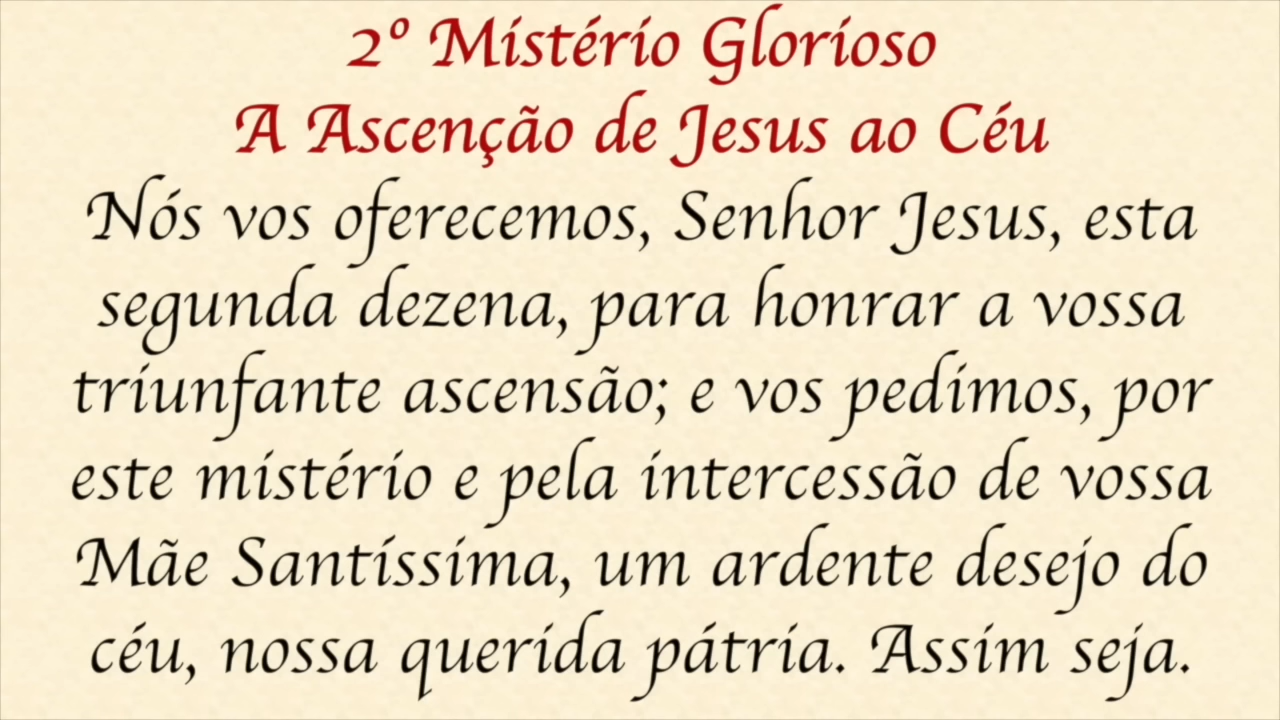 2º Mistério Glorioso
A Ascenção de Jesus ao Céu
Nós vos oferecemos, Senhor Jesus, esta
segunda dezena, para honrar a vossa
triunfante ascensão; e vos pedimos, por
este mistério e pela intercessão de vossa
Mãe Santíssima, um ardente desejo do
céu, nossa querida pátria. Assim seja.